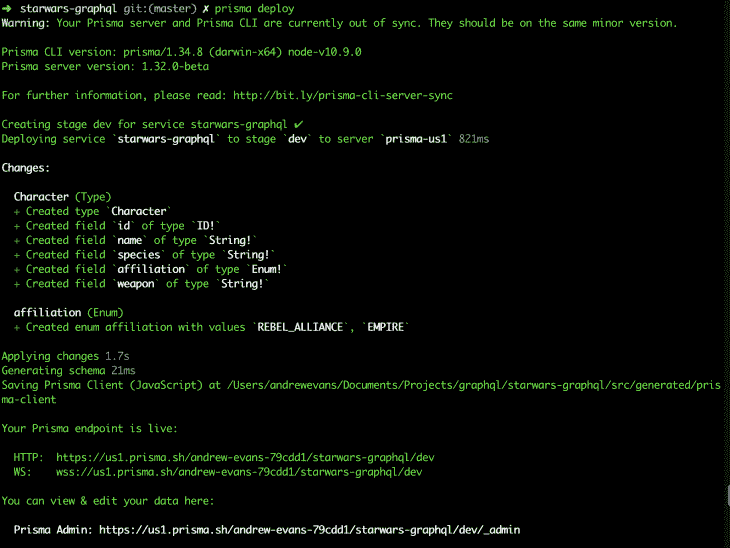 ➜ starwars-graphql git:(master) ✗ prisma deploy
Warning: Your Prisma server and Prisma CLI are currently out of sync. They should be on the same minor version.
Prisma CLI version: prisma/1.34.8 (darwin-x64) node-v10.9.0
Prisma server version: 1.32.0-beta
For further information, please read: http://bit.ly/prisma-cli-server-sync
Creating stage dev for service starwars-graphql ✔
Deploying service `starwars-graphql` to stage `dev` to server `prisma-us1` 821ms
Changes:
Character (Type)
+ Created type `Character`
+ Created field `id` of type `ID!`
+ Created field `name` of type `String!`
+ Created field `species` of type `String!`
+ Created field `affiliation` of type `Enum!`
+ Created field `weapon` of type `String!`
affiliation (Enum)
+ Created enum affiliation with values `REBEL_ALLIANCE`, `EMPIRE`
Applying changes 1.7s
Generating schema 21ms
Saving Prisma Client (JavaScript) at /Users/andrewevans/Documents/Projects/graphql/starwars-graphql/src/generated/pris
ma-client
Your Prisma endpoint is live:
HTTP: https://us1.prisma.sh/andrew-evans-79cdd1/starwars-graphql/dev
WS: wss://us1.prisma.sh/andrew-evans-79cdd1/starwars-graphql/dev
You can view & edit your data here:
Prisma Admin: https://us1.prisma.sh/andrew-evans-79cdd1/starwars-graphql/dev/_admin